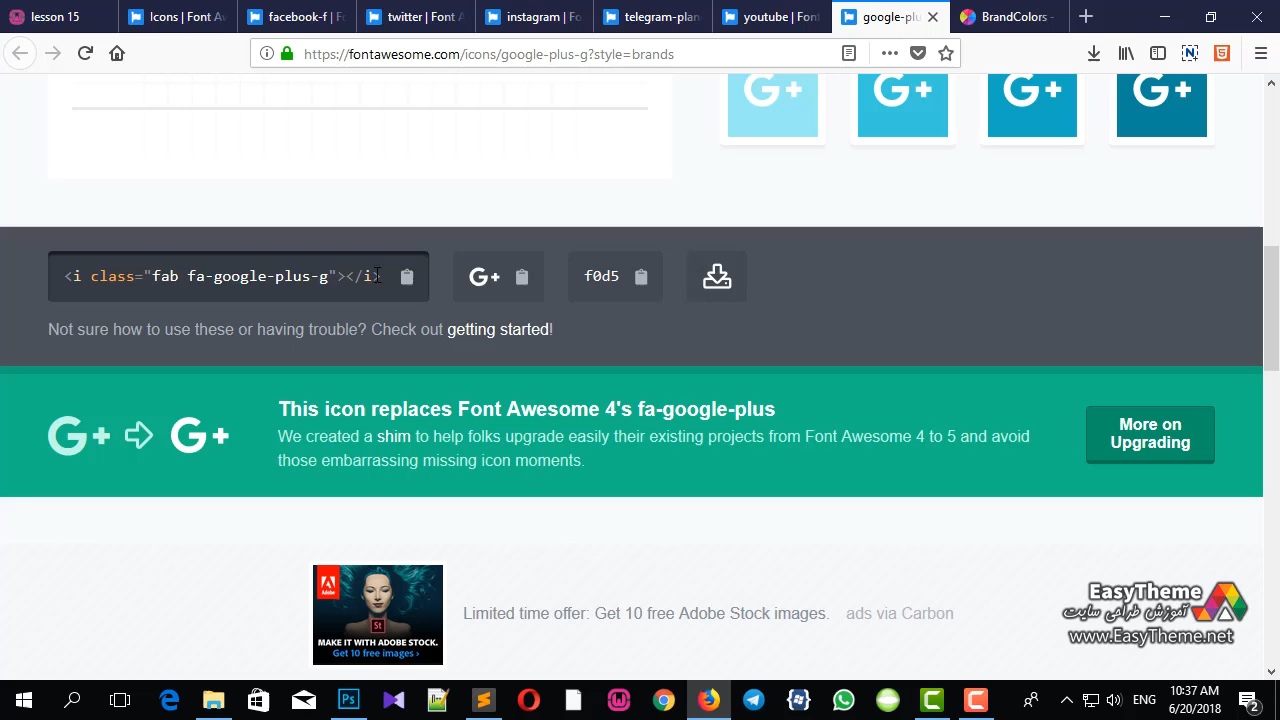 lesson 15
Icons | Font A
facebook-f | Fo
twitter | Font A
instagram | Fo
telegram-plan
youtube | Font
google-plu
BrandColors -
https://fontawesome.com/icons/google-plus-g?style=brands
G+ G+ G+ G+
<i class="fab fa-google-plus-g"></i>
G+
f0d5
Not sure how to use these or having trouble? Check out getting started!
This icon replaces Font Awesome 4's fa-google-plus
We created a shim to help folks upgrade easily their existing projects from Font Awesome 4 to 5 and avoid
those embarrassing missing icon moments.
More on
Upgrading
G+ G+
St
MAKE IT WITH ADOBE STOCK.
Get 10 free images ›
Limited time offer: Get 10 free Adobe Stock images.
ads via Carbon
EasyTheme
آموزش طراحی سایت
www.EasyTheme.net
Ps
ENG
10:37 AM
6/20/2018
2